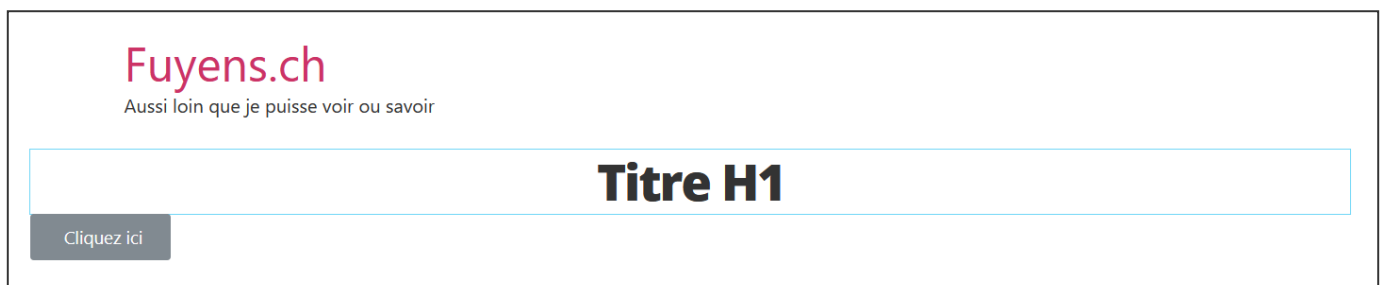 Fuyens.ch
Aussi loin que je puisse voir ou savoir
Titre H1
Cliquez ici